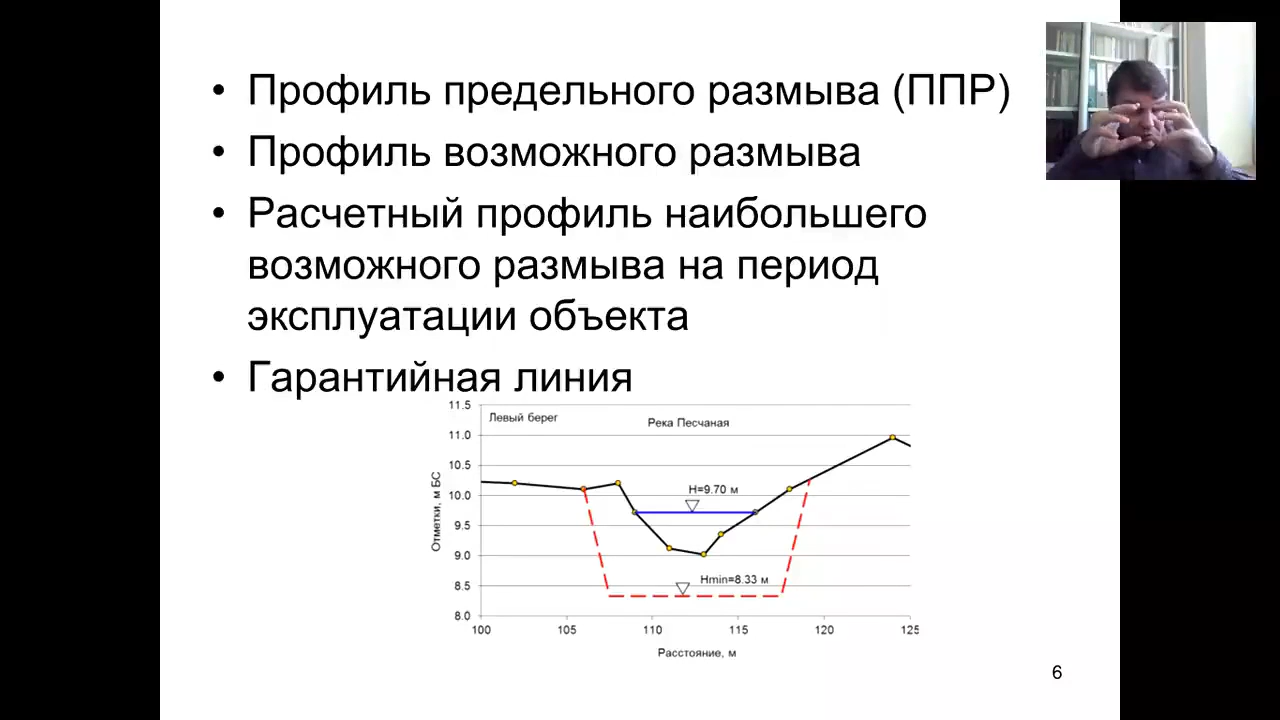 • Профиль предельного размыва (ППР)
• Профиль возможного размыва
• Расчетный профиль наибольшего
возможного размыва на период
эксплуатации объекта
• Гарантийная линия
Левый берег
Река Песчаная
Отметки, м БС
11.5
11.0
10.5
10.0
9.5
9.0
8.5
8.0
H=9.70 м
Hmin=8.33 м
100 105 110 115 120 125
Расстояние, м
6